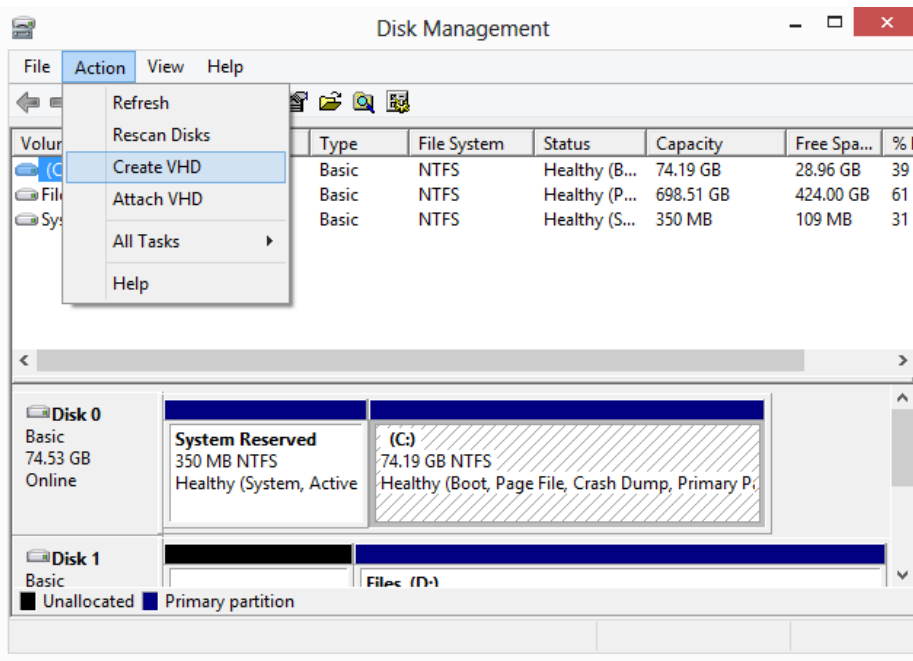 Disk Management
File Action View Help
Refresh
Rescan Disks
Create VHD
Attach VHD
All Tasks
Help
Volur Type File System Status Capacity Free Spa... %
(C Basic NTFS Healthy (B... 74.19 GB 28.96 GB 39
File Basic NTFS Healthy (P... 698.51 GB 424.00 GB 61
Sys Basic NTFS Healthy (S... 350 MB 109 MB 31
Disk 0
Basic
74.53 GB
Online
System Reserved
350 MB NTFS
Healthy (System, Active
(C:)
74.19 GB NTFS
Healthy (Boot, Page File, Crash Dump, Primary Pa
Disk 1
Basic
Files (D:)
Unallocated Primary partition